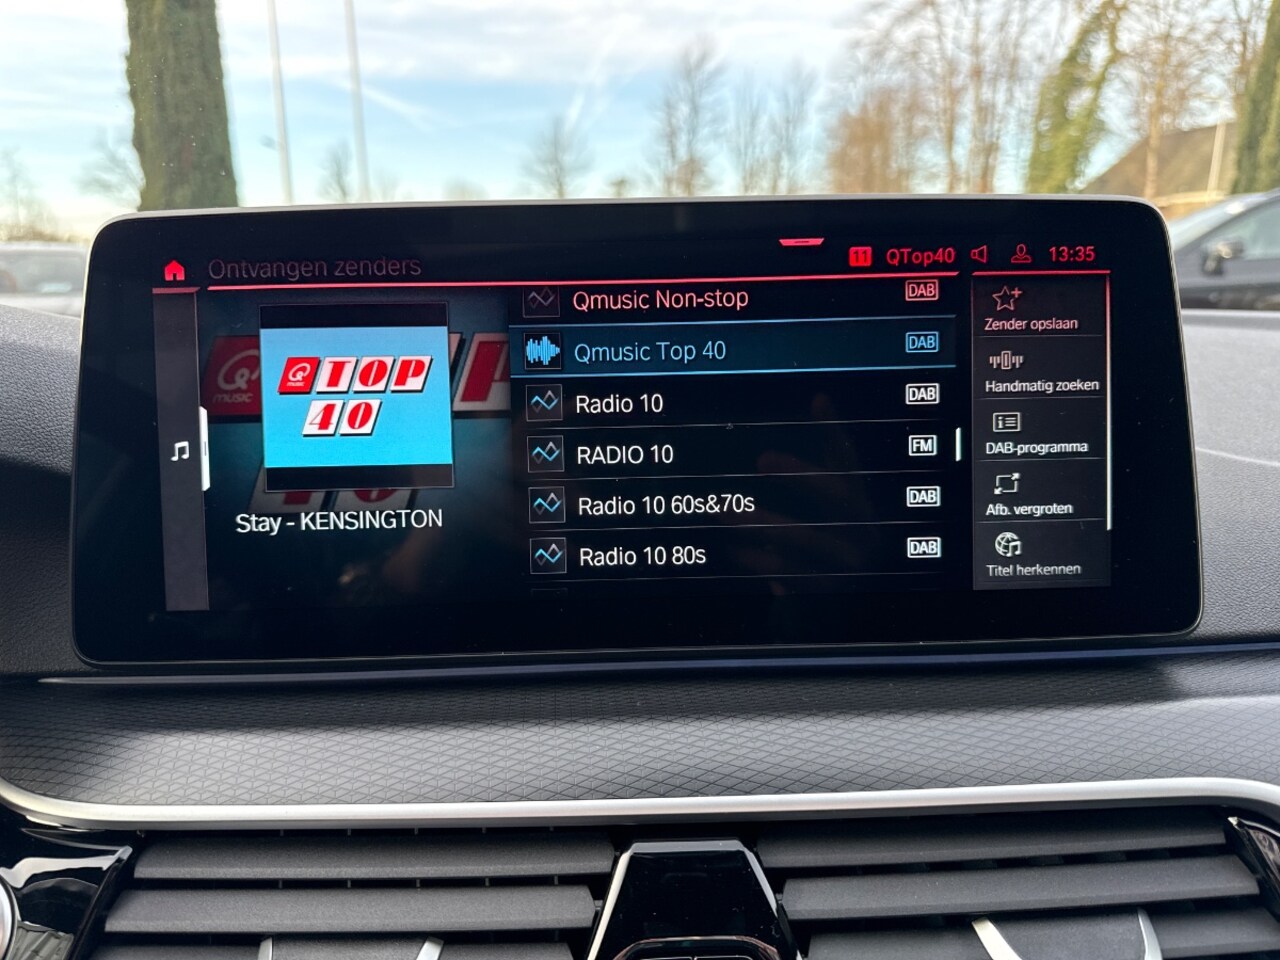 Ontvangen zenders
11 QTop40 13:35
Q music TOP 40
Stay - KENSINGTON
Qmusic Non-stop DAB
Qmusic Top 40 DAB
Radio 10 DAB
RADIO 10 FM
Radio 10 60s&70s DAB
Radio 10 80s DAB
Zender opslaan
Handmatig zoeken
DAB-programma
Afb. vergroten
Titel herkennen